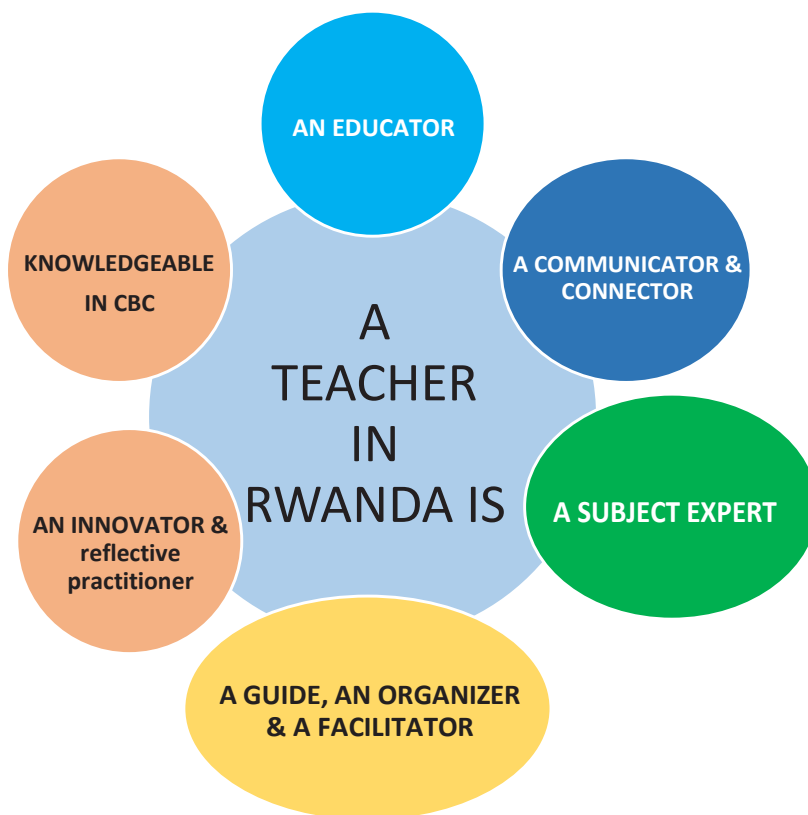 AN EDUCATOR
A COMMUNICATOR &
CONNECTOR
A SUBJECT EXPERT
A GUIDE, AN ORGANIZER
& A FACILITATOR
AN INNOVATOR &
reflective
practitioner
KNOWLEDGEABLE
IN CBC
A
TEACHER
IN
RWANDA IS